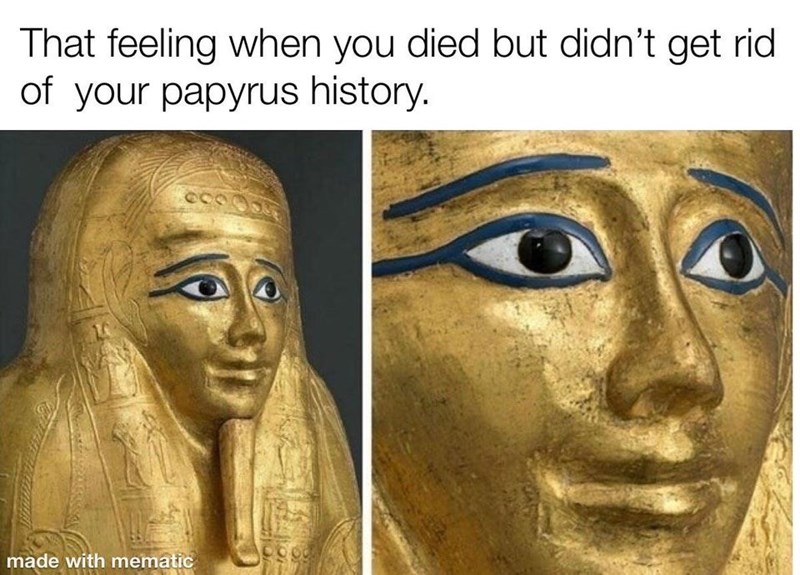 That feeling when you died but didn’t get rid
of  your papyrus history.
made with mematic